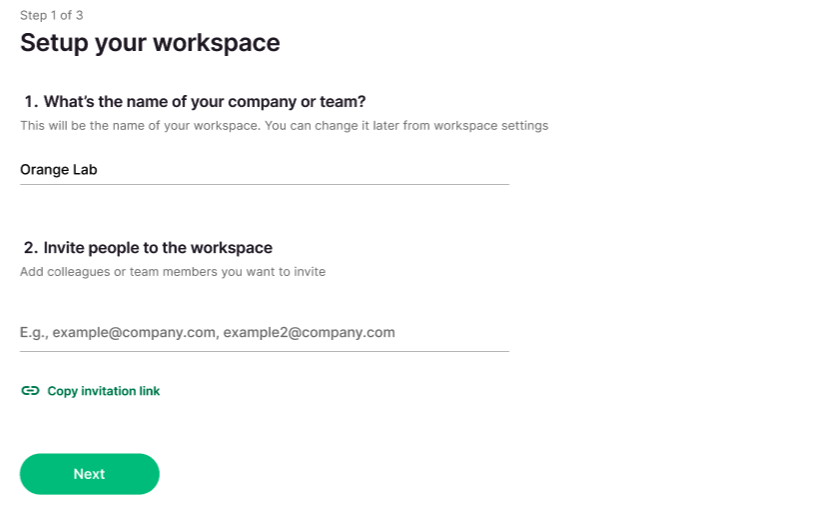 Step 1 of 3
Setup your workspace
1. What's the name of your company or team?
This will be the name of your workspace. You can change it later from workspace settings
Orange Lab
2. Invite people to the workspace
Add colleagues or team members you want to invite
E.g., example@company.com, example2@company.com
Copy invitation link
Next